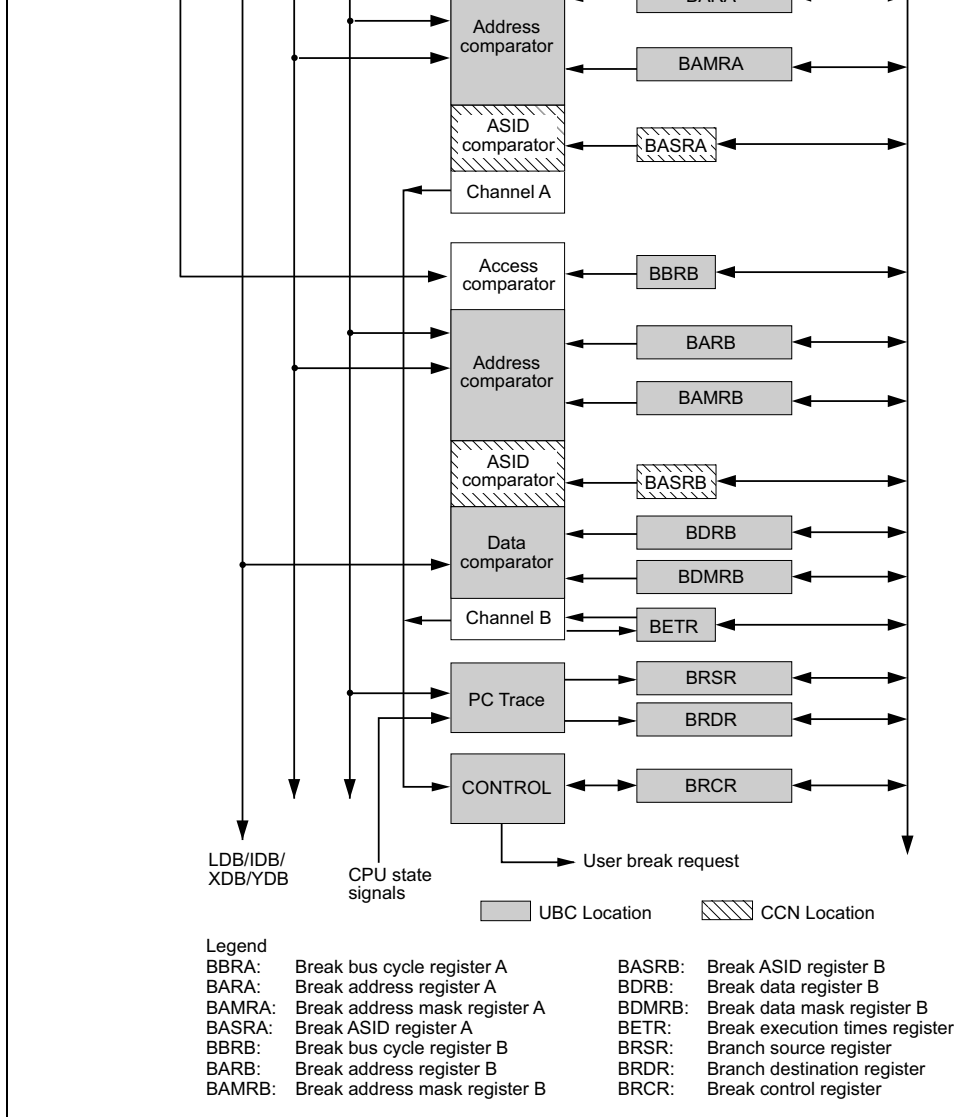 BARA
Address
comparator
BAMRA
ASID
comparator
BASRA
Channel A
Access
comparator
BBRB
BARB
Address
comparator
BAMRB
ASID
comparator
BASRB
BDRB
Data
comparator
BDMRB
Channel B
BETR
BRSR
PC Trace
BRDR
CONTROL
BRCR
LDB/IDB/
XDB/YDB
CPU state
signals
User break request
UBC Location
CCN Location
Legend
BBRA: Break bus cycle register A
BARA: Break address register A
BAMRA: Break address mask register A
BASRA: Break ASID register A
BBRB: Break bus cycle register B
BARB: Break address register B
BAMRB: Break address mask register B
BASRB: Break ASID register B
BDRB: Break data register B
BDMRB: Break data mask register B
BETR: Break execution times register
BRSR: Branch source register
BRDR: Branch destination register
BRCR: Break control register